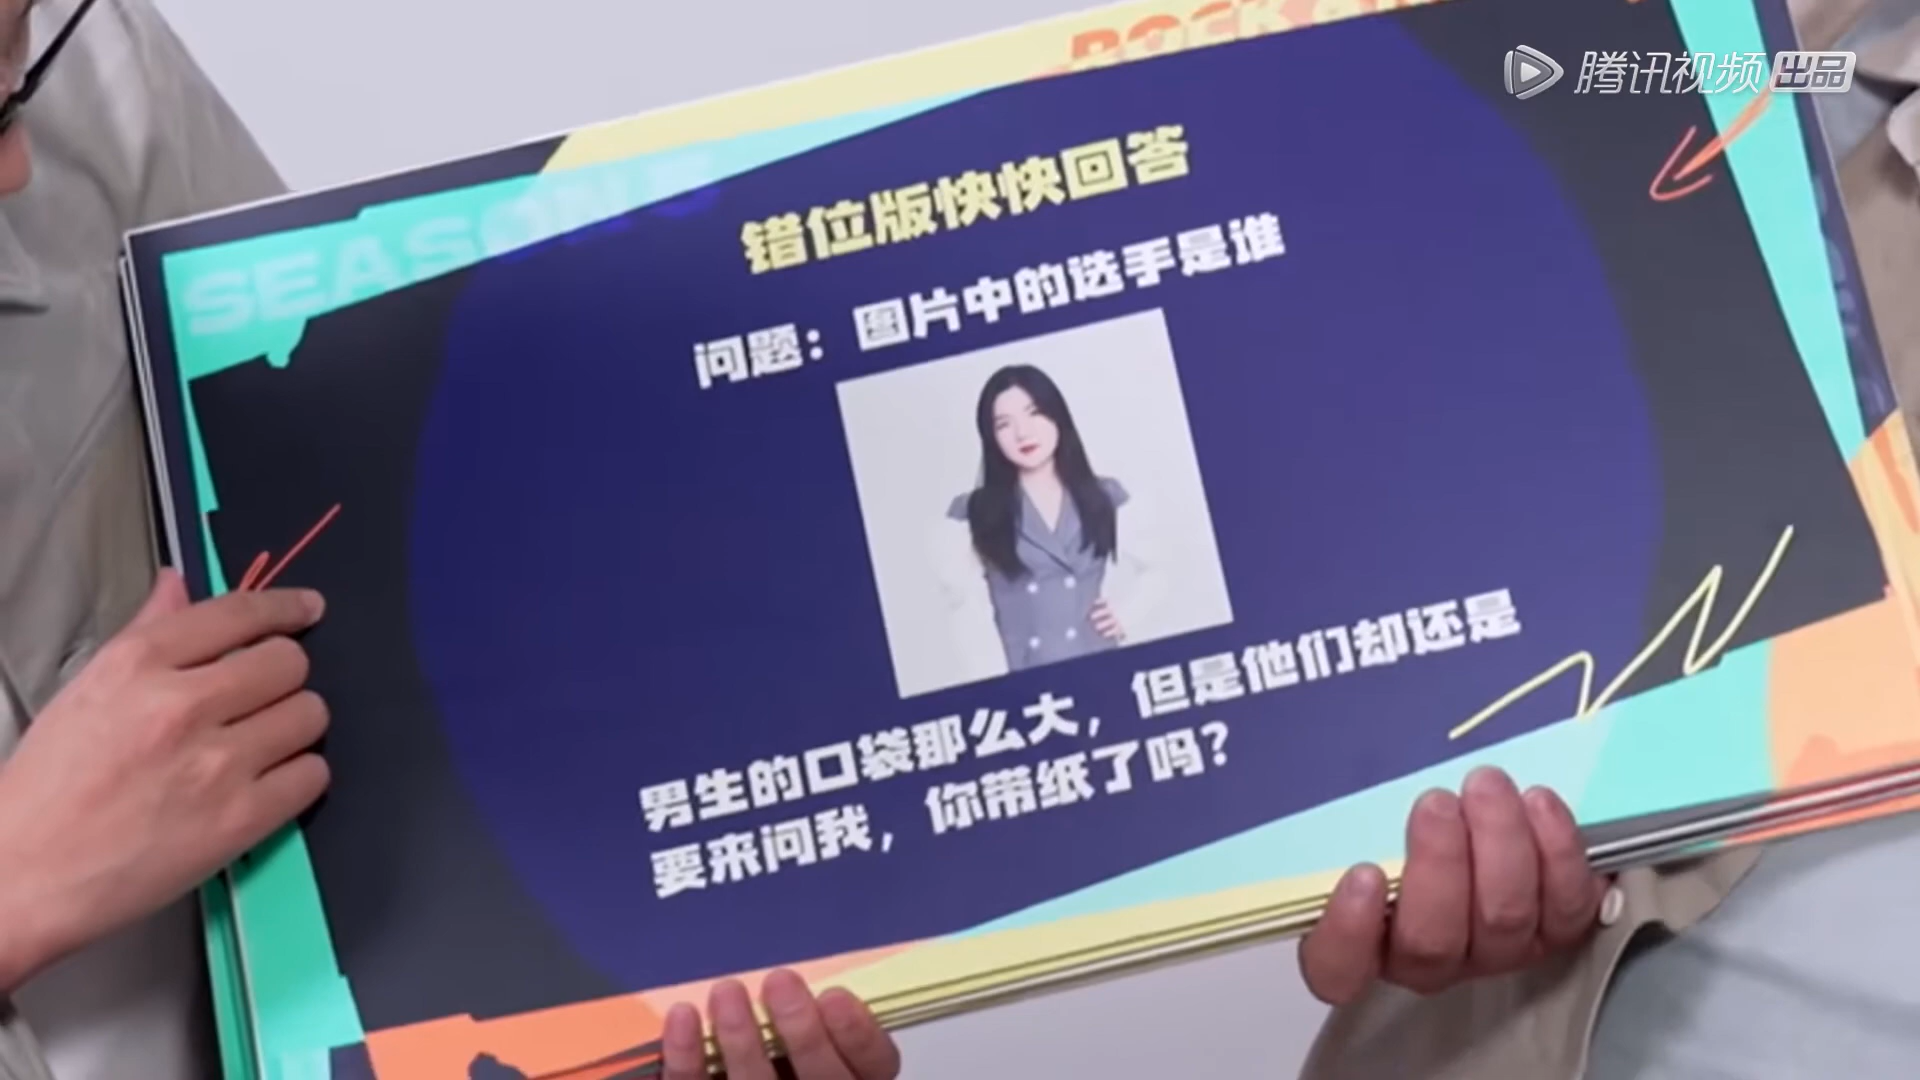 腾讯视频 出品
SEASON
错位版快快回答
问题：图片中的选手是谁
男生的口袋那么大，但是他们却还是
要来问我，你带纸了吗？